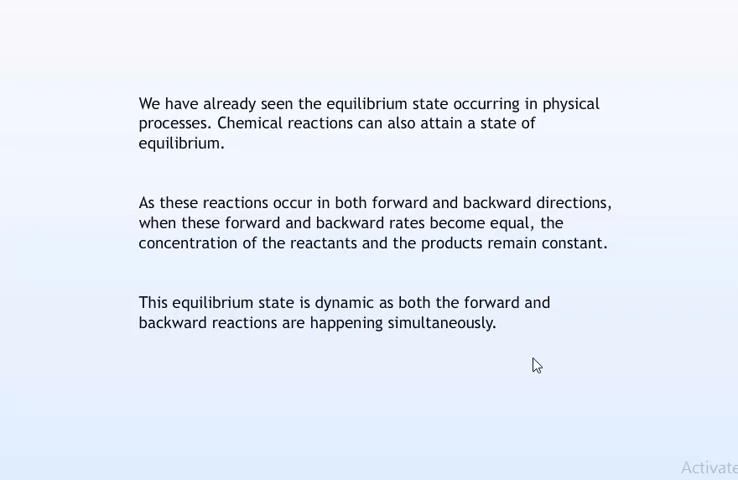 We have already seen the equilibrium state occurring in physical
processes. Chemical reactions can also attain a state of
equilibrium.
As these reactions occur in both forward and backward directions,
when these forward and backward rates become equal, the
concentration of the reactants and the products remain constant.
This equilibrium state is dynamic as both the forward and
backward reactions are happening simultaneously.
Activate